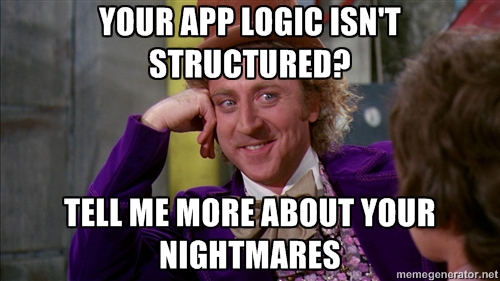 YOUR APP LOGIC ISN'T
STRUCTURED?
TELL ME MORE ABOUT YOUR
NIGHTMARES
memegenerator.net